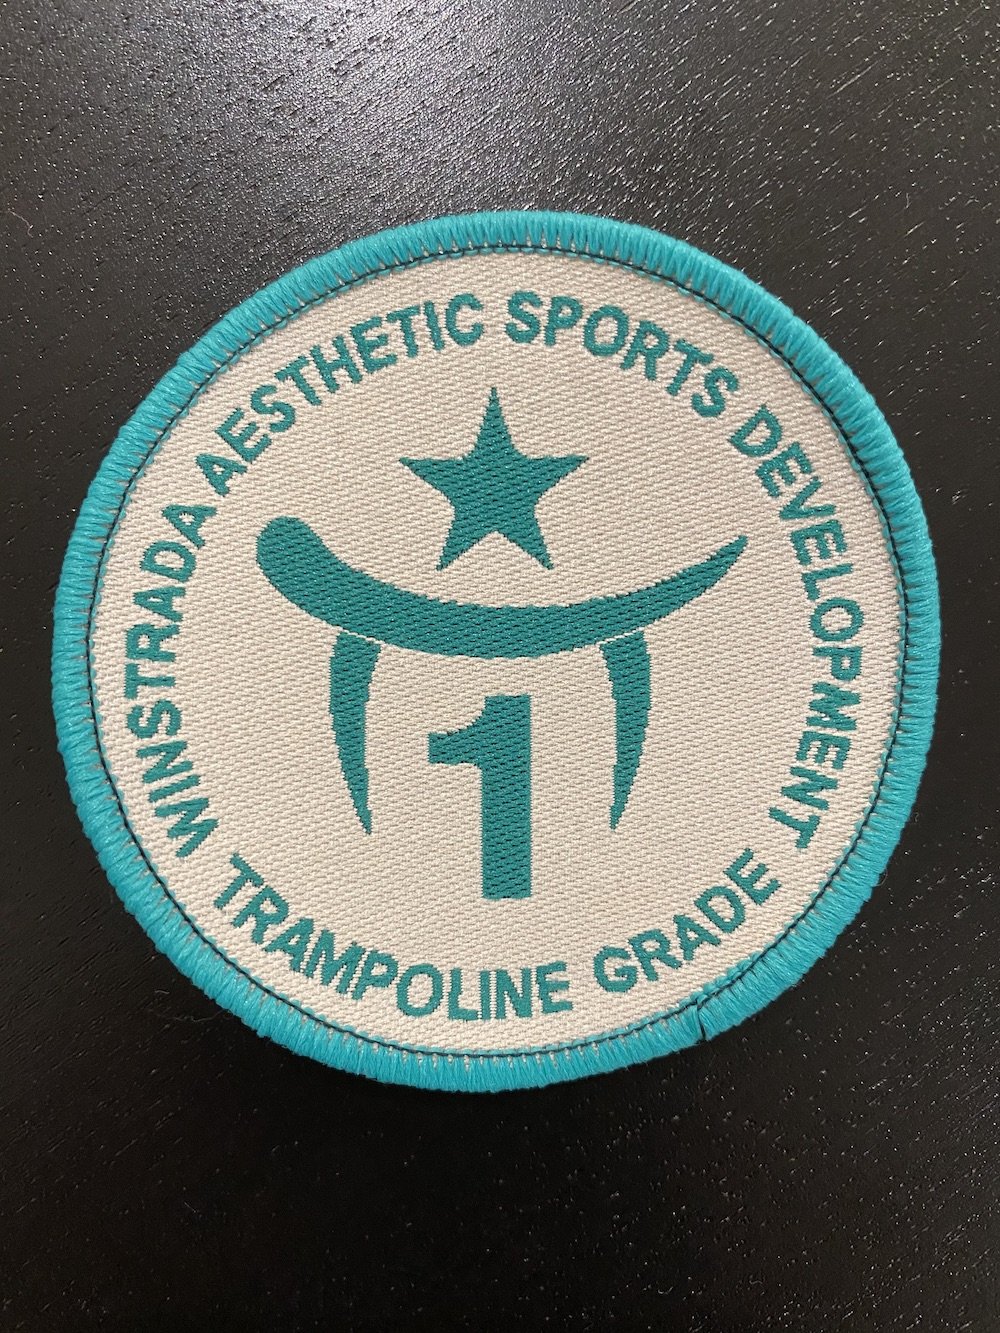 WINSTRADA AESTHETIC SPORTS DEVELOPMENT
1
TRAMPOLINE GRADE